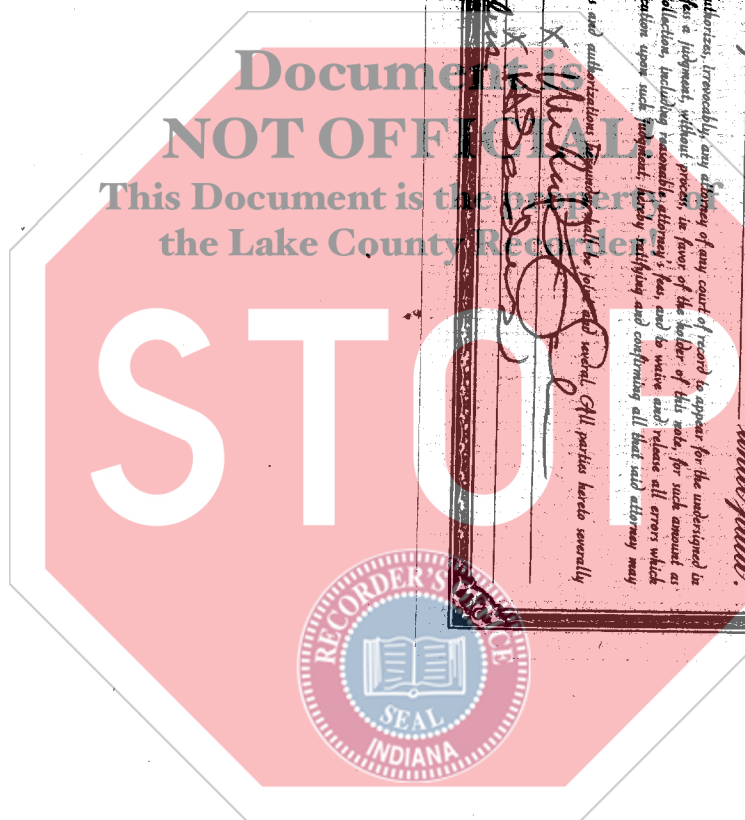 Document is
NOT OFFICIAL!
This Document is the property of
the Lake County Recorder!
STOP
RECORDER'S OFFICE
SEAL
INDIANA
uthorizes, irrevocably, any attorney of any court of record to appear for the undersigned in
fess a judgment, without process, in favor of the holder of this note, for such amount as
ollection, including reasonable attorney's fees, and to waive and release all errors which
cution upon such judgment, hereby ratifying and confirming all that said attorney may
s and authorizations shall be joint and several. All parties hereto severally
X
X